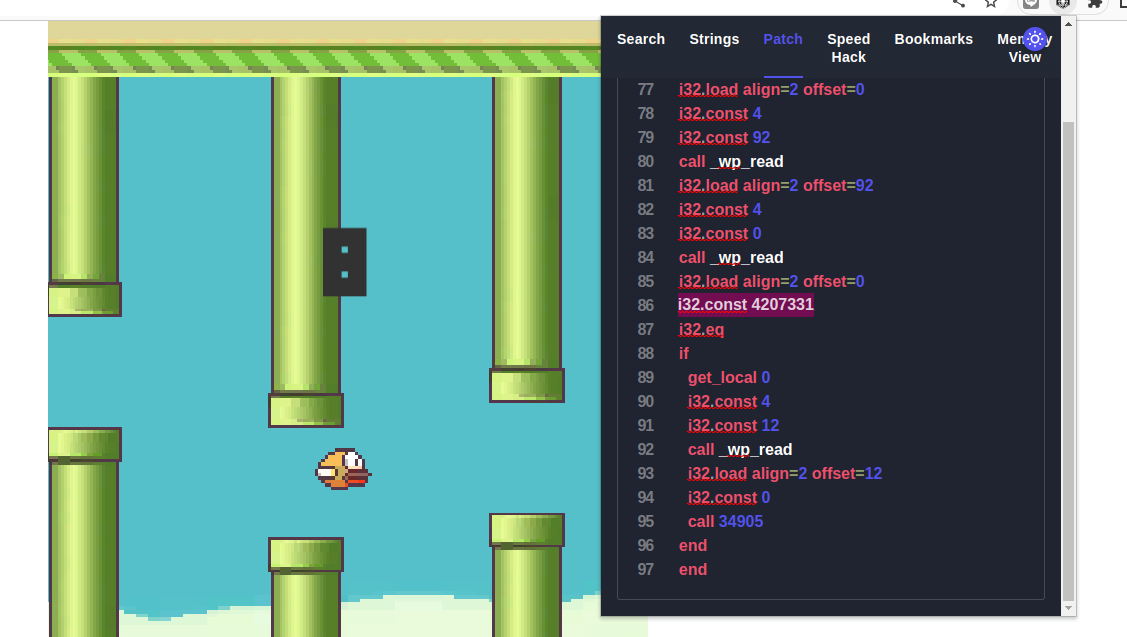 Search Strings Patch Speed Hack Bookmarks View
77 i32.load align=2 offset=0
78 i32.const 4
79 i32.const 92
80 call _wp_read
81 i32.load align=2 offset=92
82 i32.const 4
83 i32.const 0
84 call _wp_read
85 i32.load align=2 offset=0
86 i32.const 4207331
87 i32.eq
88 if
89 get_local 0
90 i32.const 4
91 i32.const 12
92 call _wp_read
93 i32.load align=2 offset=12
94 i32.const 0
95 call 34905
96 end
97 end